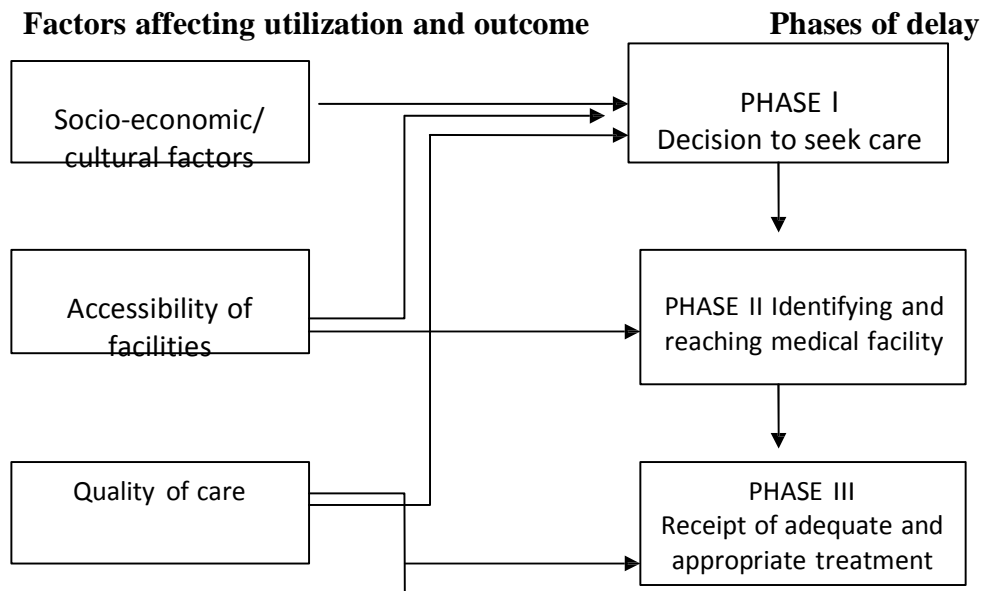 Factors affecting utilization and outcome Phases of delay
Socio-economic/
cultural factors
PHASE I
Decision to seek care
Accessibility of
facilities
PHASE II Identifying and
reaching medical facility
Quality of care
PHASE III
Receipt of adequate and
appropriate treatment